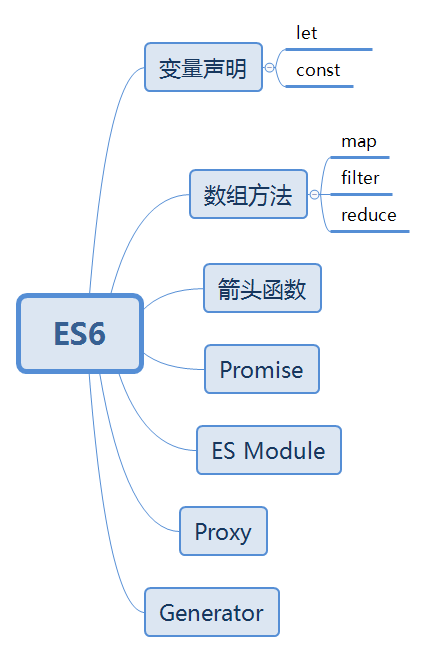 ES6
变量声明
let
const
数组方法
map
filter
reduce
箭头函数
Promise
ES Module
Proxy
Generator